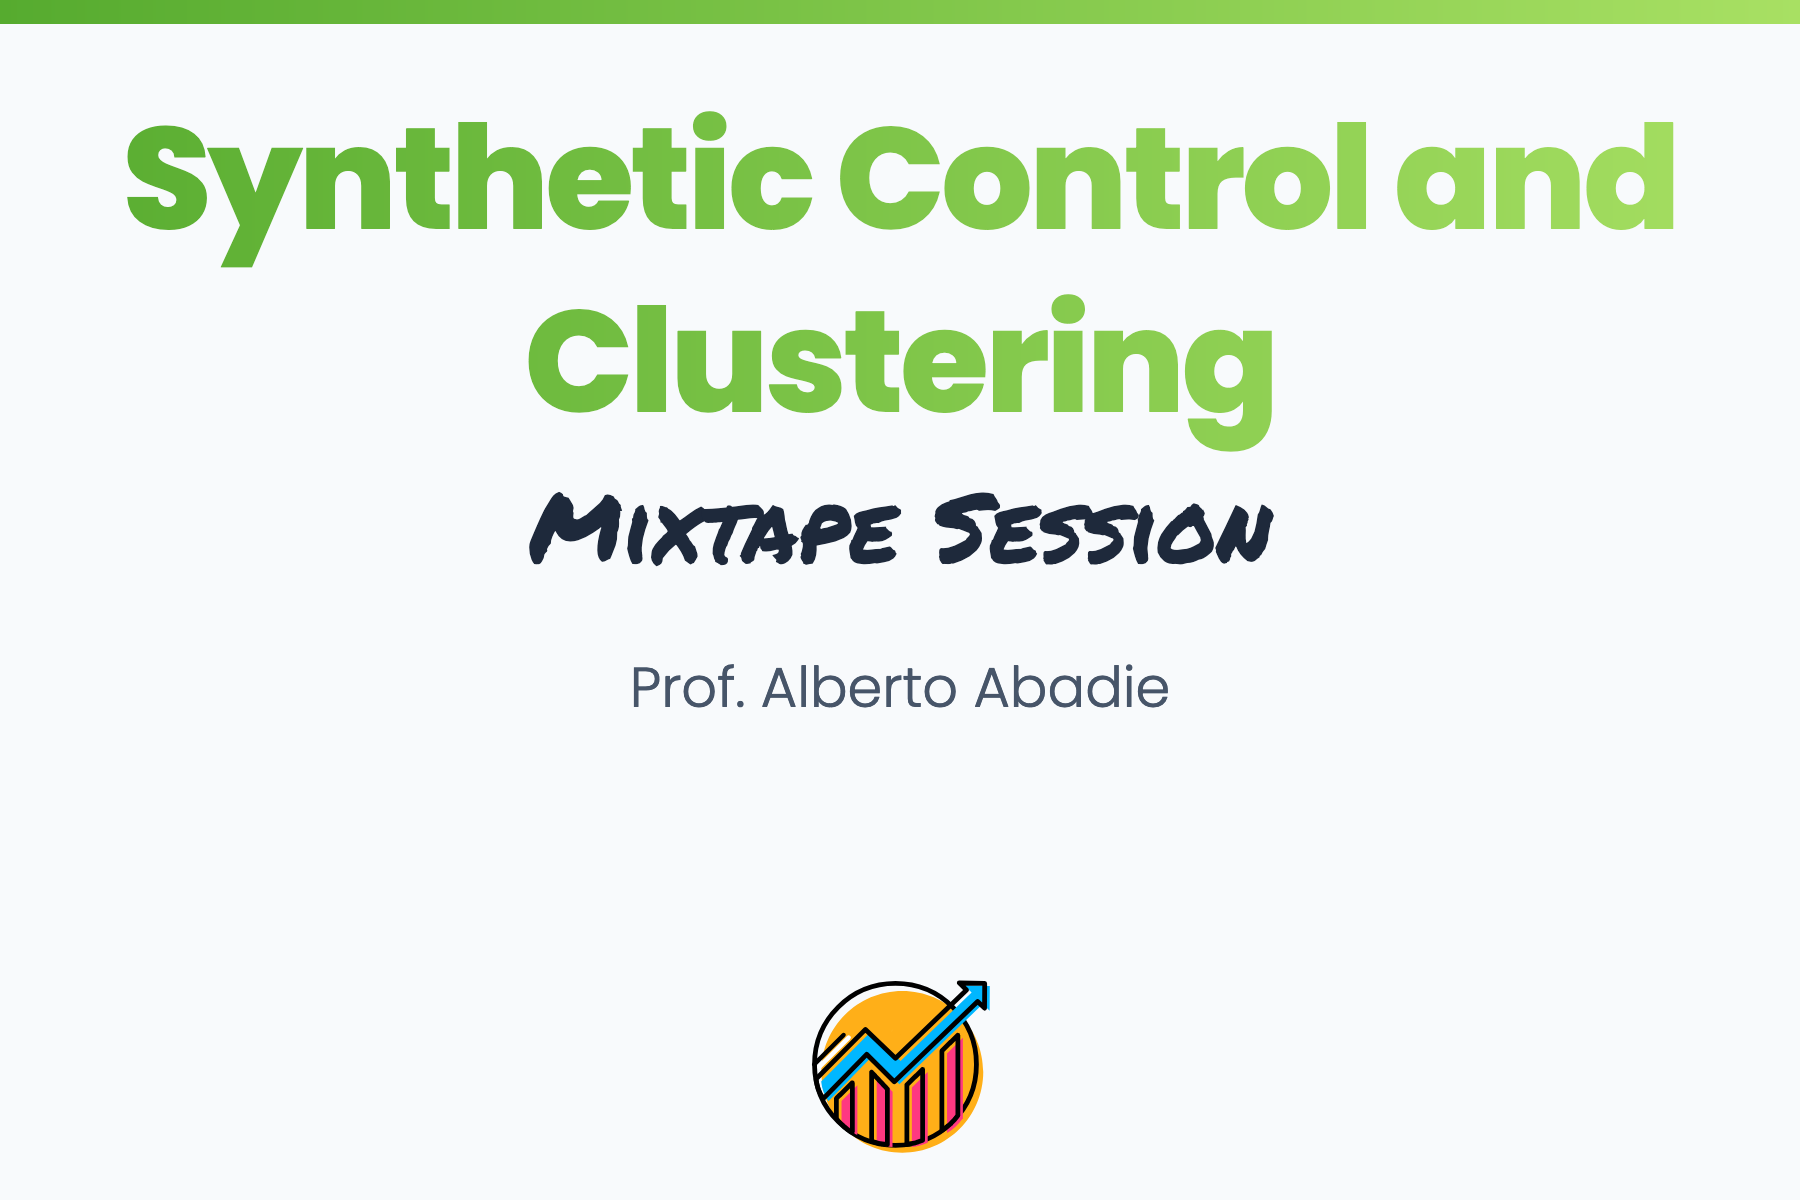 Synthetic Control and
Clustering
Mixtape Session
Prof. Alberto Abadie